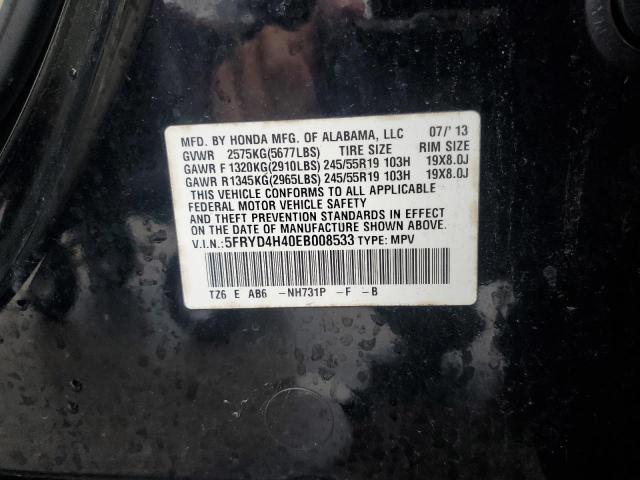 MFD. BY HONDA MFG. OF ALABAMA, LLC 07/'13
GVWR 2575KG(5677LBS) TIRE SIZE RIM SIZE
GAWR F 1320KG(2910LBS) 245/55R19 103H 19X8.0J
GAWR R1345KG(2965LBS) 245/55R19 103H 19X8.0J
THIS VEHICLE CONFORMS TO ALL APPLICABLE
FEDERAL MOTOR VEHICLE SAFETY
AND THEFT PREVENTION STANDARDS IN EFFECT
ON THE DATE OF MANUFACTURE SHOWN ABOVE.
V.I.N.:5FRYD4H40EB008533 TYPE: MPV
TZ6 E AB6 -NH731P -F -B